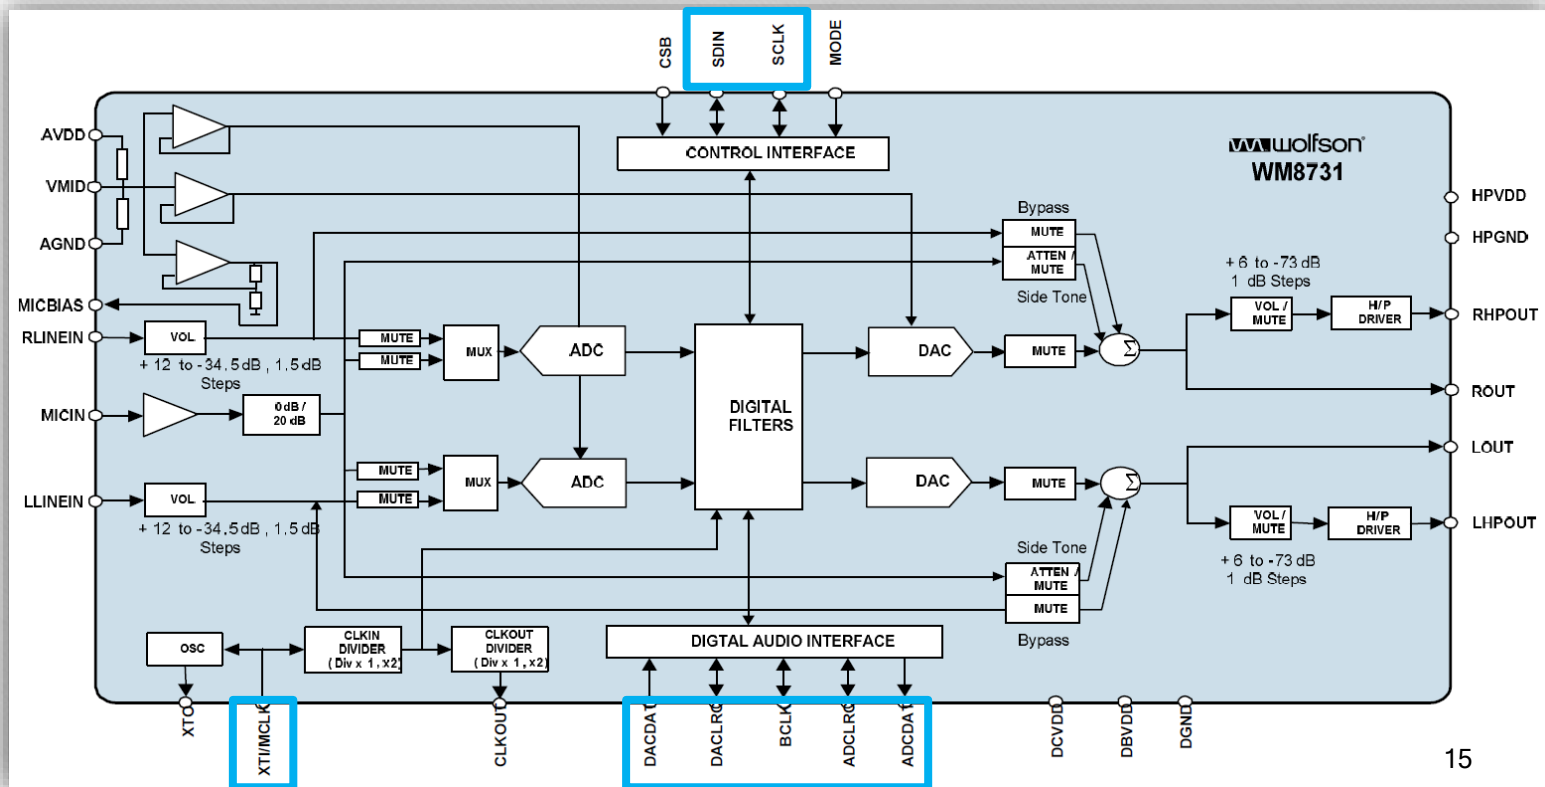 CSB
SDIN
SCLK
MODE
AVDD
VMID
AGND
MICBIAS
RLINEIN
MICIN
LLINEIN
CONTROL INTERFACE
wolfson
WM8731
HPVDD
HPGND
RHPOUT
ROUT
LOUT
LHPOUT
Bypass
MUTE
ATTEN /
MUTE
Side Tone
+ 6 to -73 dB
1 dB Steps
VOL /
MUTE
H/P
DRIVER
VOL
+ 12 to -34.5 dB , 1.5 dB
Steps
MUTE
MUTE
MUX
ADC
DIGITAL
FILTERS
DAC
MUTE
Σ
0 dB /
20 dB
MUTE
MUTE
MUX
ADC
DAC
MUTE
Σ
VOL
+ 12 to -34.5 dB , 1.5 dB
Steps
Side Tone
ATTEN /
MUTE
MUTE
Bypass
VOL /
MUTE
H/P
DRIVER
+ 6 to -73 dB
1 dB Steps
OSC
CLKIN
DIVIDER
(Div x 1, x2)
CLKOUT
DIVIDER
(Div x 1, x2)
DIGTAL AUDIO INTERFACE
XTO
XTI/MCLK
CLKOUT
DACDAT
DACLRC
BCLK
ADCLRC
ADCDAT
DCVDD
DBVDD
DGND
15